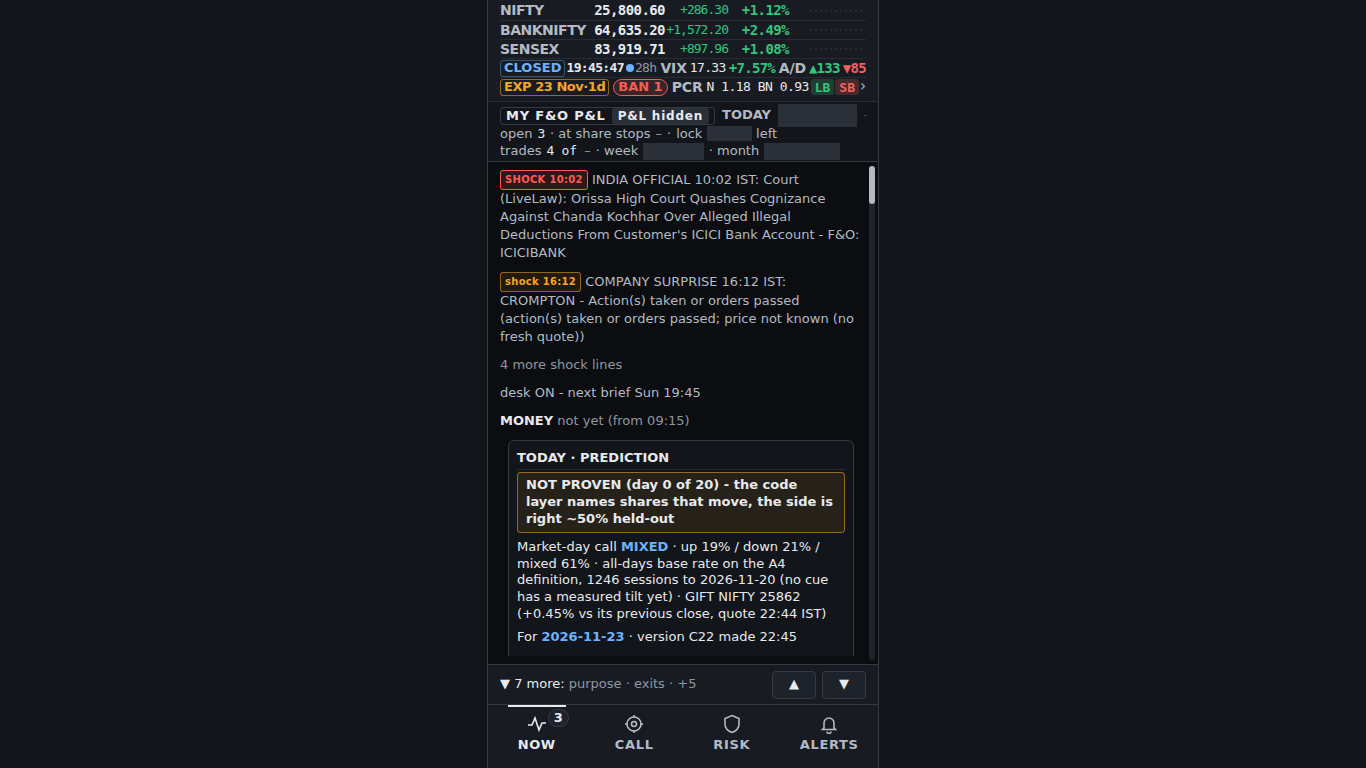 NIFTY 25,800.60 +286.30 +1.12%
BANKNIFTY 64,635.20 +1,572.20 +2.49%
SENSEX 83,919.71 +897.96 +1.08%
CLOSED 19:45:47 28h VIX 17.33 +7.57% A/D ▲133 ▼85
EXP 23 Nov·1d BAN 1 PCR N 1.18 BN 0.93 LB SB ›
MY F&O P&L P&L hidden TODAY
open 3 · at share stops – · lock left
trades 4 of – · week · month
SHOCK 10:02 INDIA OFFICIAL 10:02 IST: Court
(LiveLaw): Orissa High Court Quashes Cognizance
Against Chanda Kochhar Over Alleged Illegal
Deductions From Customer's ICICI Bank Account - F&O:
ICICIBANK
shock 16:12 COMPANY SURPRISE 16:12 IST:
CROMPTON - Action(s) taken or orders passed
(action(s) taken or orders passed; price not known (no
fresh quote))
4 more shock lines
desk ON - next brief Sun 19:45
MONEY not yet (from 09:15)
TODAY · PREDICTION
NOT PROVEN (day 0 of 20) - the code
layer names shares that move, the side is
right ~50% held-out
Market-day call MIXED · up 19% / down 21% /
mixed 61% · all-days base rate on the A4
definition, 1246 sessions to 2026-11-20 (no cue
has a measured tilt yet) · GIFT NIFTY 25862
(+0.45% vs its previous close, quote 22:44 IST)
For 2026-11-23 · version C22 made 22:45
▼ 7 more: purpose · exits · +5 ▲ ▼
3
NOW CALL RISK ALERTS